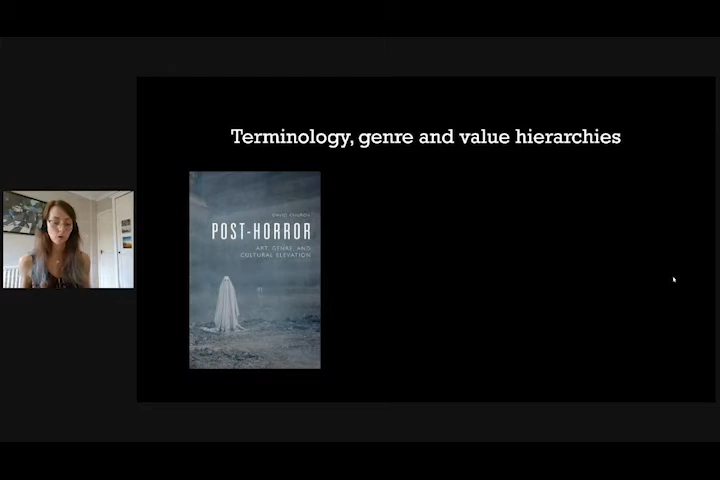 Terminology, genre and value hierarchies
DAVID CHURCH
POST-HORROR
ART, GENRE, AND
CULTURAL ELEVATION